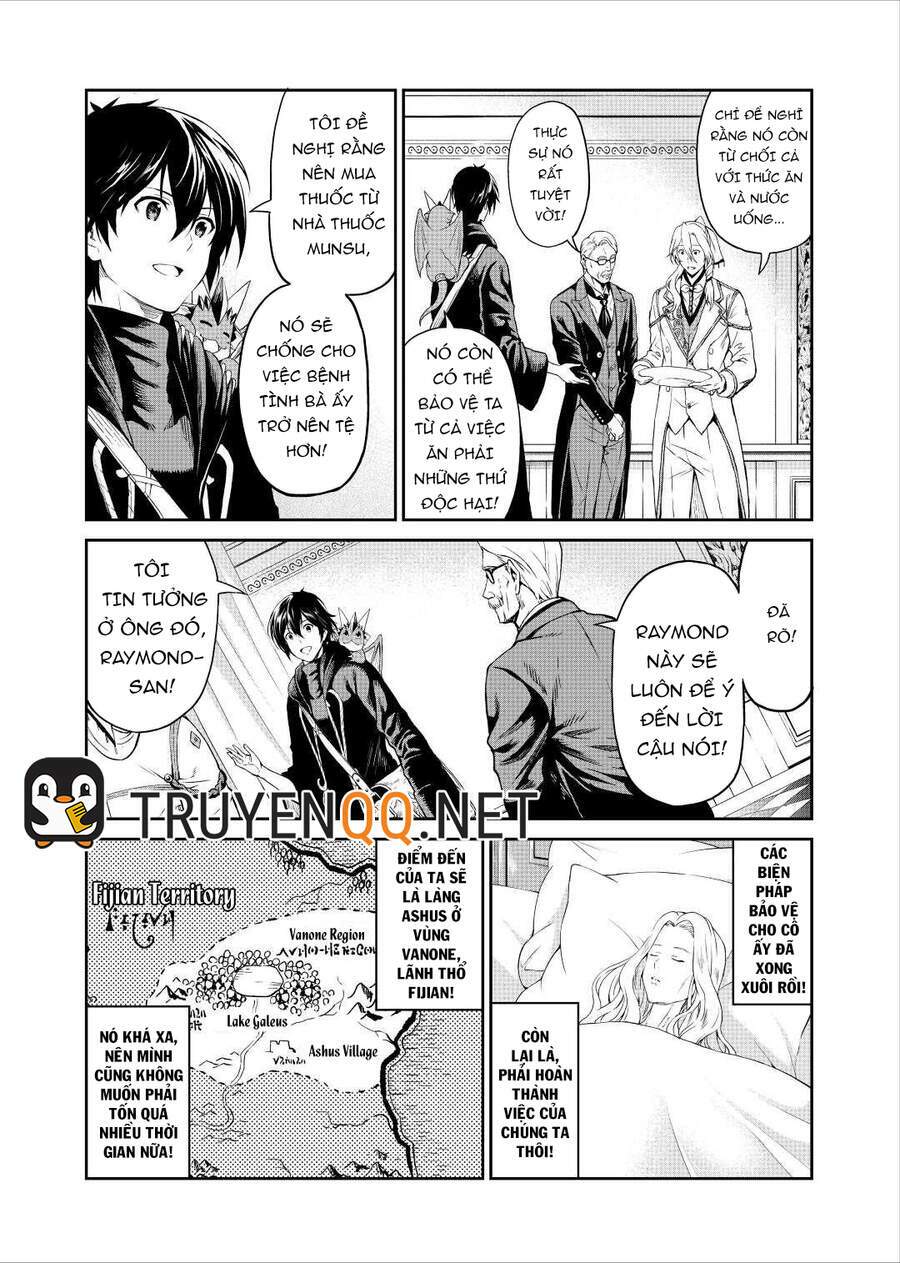 CHỈ ĐỂ NGHĨ
RẰNG NÓ CÒN
TỪ CHỐI CẢ
VỚI THỨC ĂN
VÀ NƯỚC
UỐNG...
THỰC
SỰ NÓ
RẤT
TUYỆT
VỜI!
NÓ CÒN
CÓ THỂ
BẢO VỆ TA
TỪ CẢ VIỆC
ĂN PHẢI
NHỮNG THỨ
ĐỘC HẠI!
TÔI ĐỀ
NGHỊ RẰNG
NÊN MUA
THUỐC TỪ
NHÀ THUỐC
MUNSU,
NÓ SẼ
CHỐNG CHO
VIỆC BỆNH
TÌNH BÀ ẤY
TRỞ NÊN TỆ
HƠN!
ĐÃ
RÕ!
RAYMOND
NÀY SẼ
LUÔN ĐỂ Ý
ĐẾN LỜI
CẬU NÓI!
TÔI
TIN TƯỞNG
Ở ÔNG ĐÓ,
RAYMOND-
SAN!
TRUYENQQ.NET
CÁC
BIỆN
PHÁP
BẢO VỆ
CHO CÔ
ẤY ĐÃ
XONG
XUÔI RỒI!
CÒN
LẠI LÀ,
PHẢI HOÀN
THÀNH
VIỆC CỦA
CHÚNG TA
THÔI!
ĐIỂM ĐẾN
CỦA TA SẼ
LÀ LÀNG
ASHUS Ở
VÙNG
VANONE,
LÃNH THỔ
FIJIAN!
Fijian Territory
Vanone Region
Lake Galeus
Ashus Village
NÓ KHÁ XA,
NÊN MÌNH
CŨNG KHÔNG
MUỐN PHẢI
TỐN QUÁ
NHIỀU THỜI
GIAN NỮA!